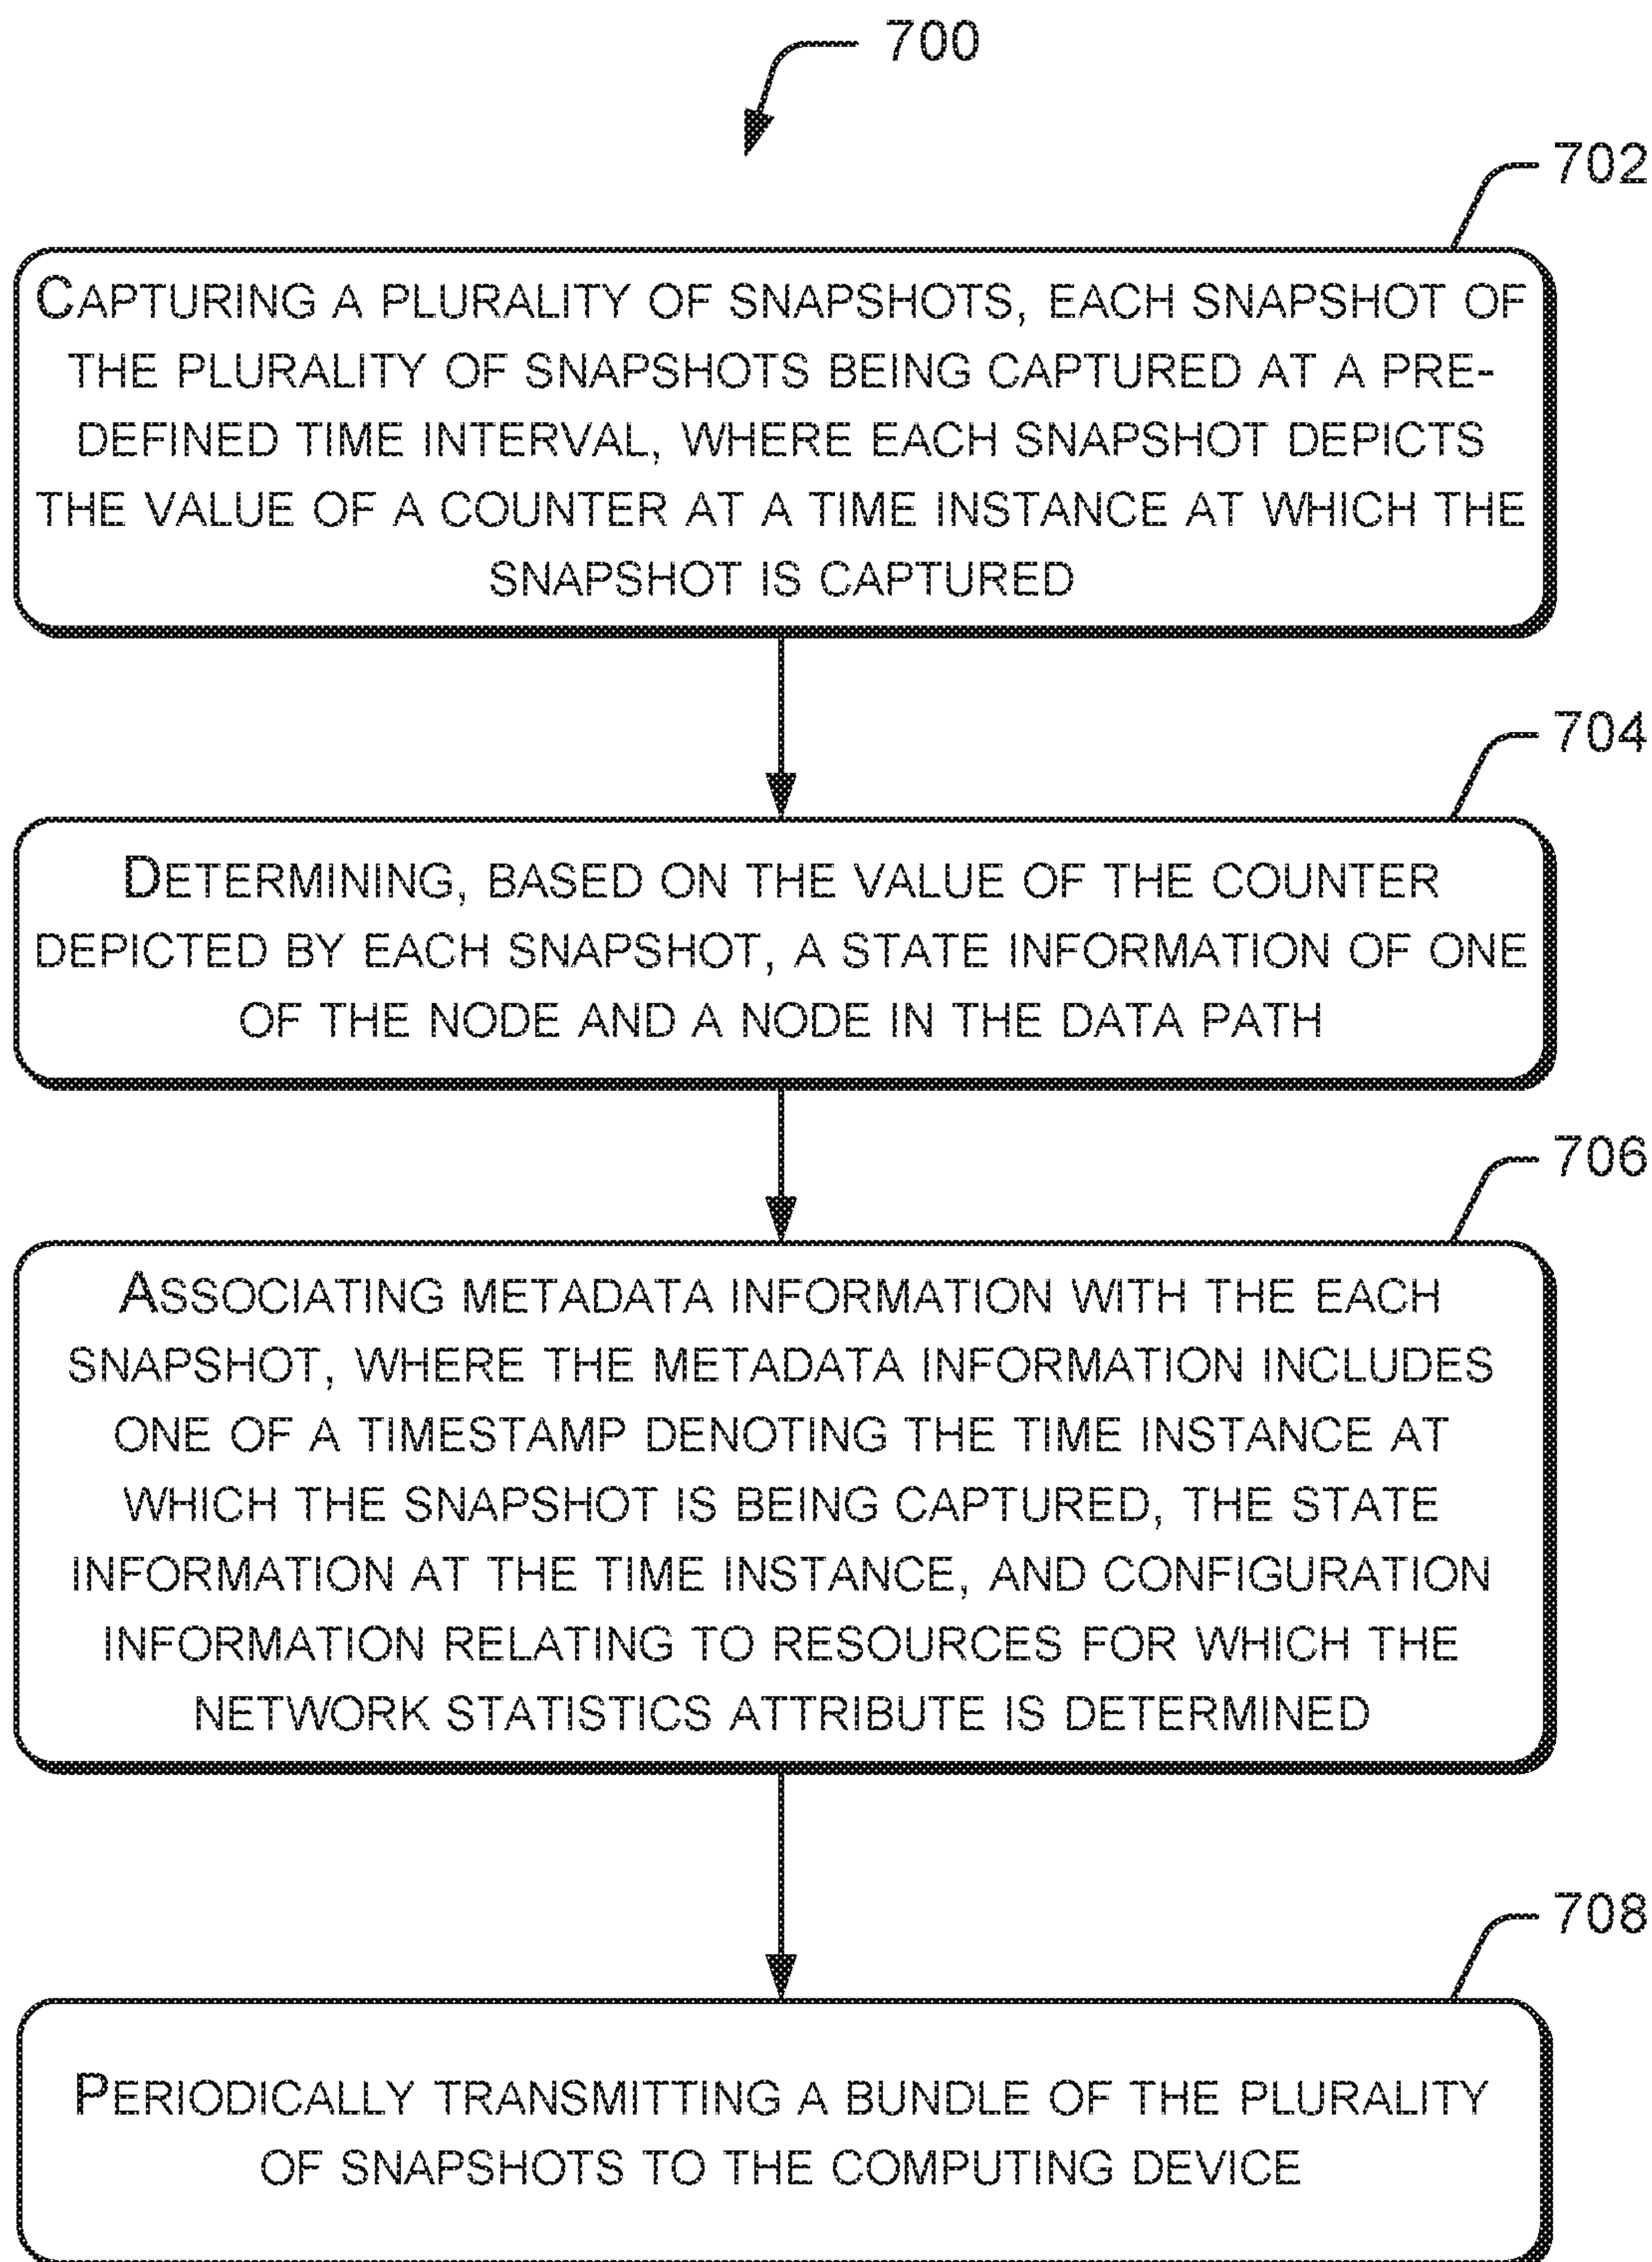 700
702
CAPTURING A PLURALITY OF SNAPSHOTS, EACH SNAPSHOT OF
THE PLURALITY OF SNAPSHOTS BEING CAPTURED AT A PRE-
DEFINED TIME INTERVAL, WHERE EACH SNAPSHOT DEPICTS
THE VALUE OF A COUNTER AT A TIME INSTANCE AT WHICH THE
SNAPSHOT IS CAPTURED
704
DETERMINING, BASED ON THE VALUE OF THE COUNTER
DEPICTED BY EACH SNAPSHOT, A STATE INFORMATION OF ONE
OF THE NODE AND A NODE IN THE DATA PATH
706
ASSOCIATING METADATA INFORMATION WITH THE EACH
SNAPSHOT, WHERE THE METADATA INFORMATION INCLUDES
ONE OF A TIMESTAMP DENOTING THE TIME INSTANCE AT
WHICH THE SNAPSHOT IS BEING CAPTURED, THE STATE
INFORMATION AT THE TIME INSTANCE, AND CONFIGURATION
INFORMATION RELATING TO RESOURCES FOR WHICH THE
NETWORK STATISTICS ATTRIBUTE IS DETERMINED
708
PERIODICALLY TRANSMITTING A BUNDLE OF THE PLURALITY
OF SNAPSHOTS TO THE COMPUTING DEVICE